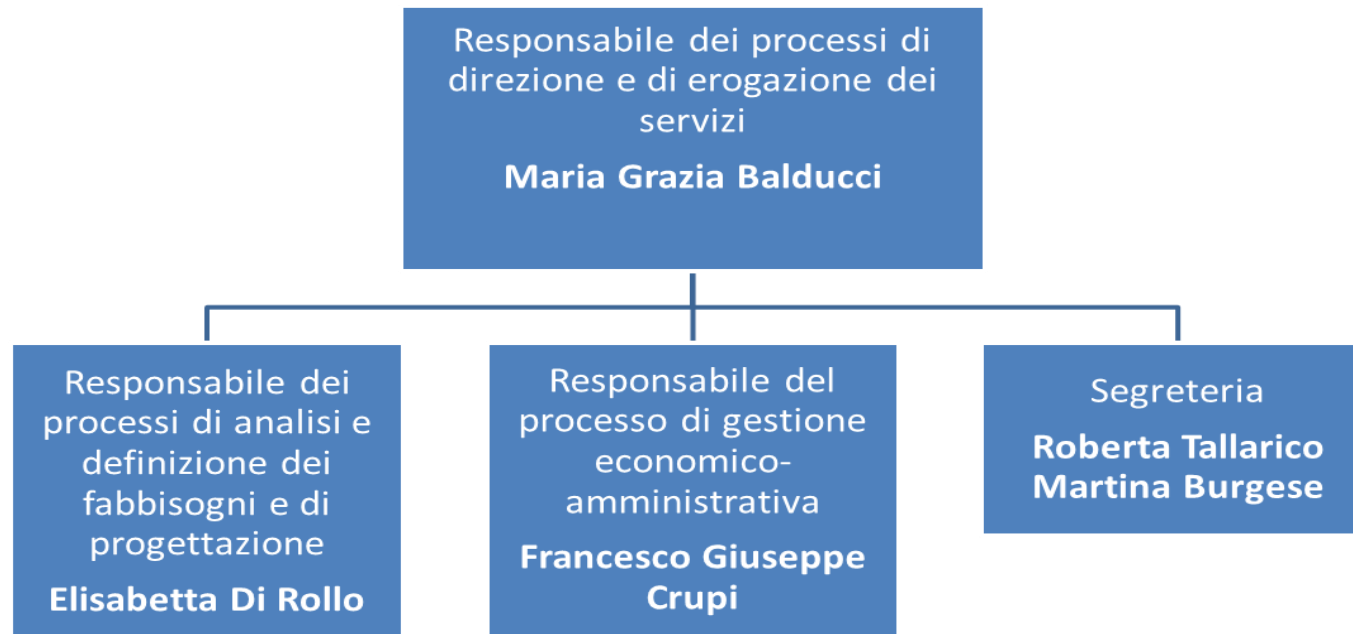 Responsabile dei processi di
direzione e di erogazione dei
servizi
Maria Grazia Balducci
Responsabile dei
processi di analisi e
definizione dei
fabbisogni e di
progettazione
Elisabetta Di Rollo
Responsabile del
processo di gestione
economico-
amministrativa
Francesco Giuseppe
Crupi
Segreteria
Roberta Tallarico
Martina Burgese